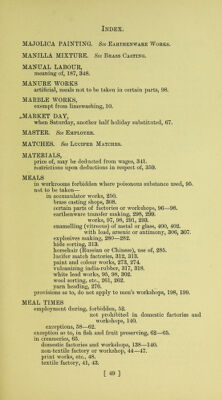 INDEX.
MAJOLICA PAINTING. See EARTHENWARE WORKS.
MANILLA MIXTURE. See BRASS CASTING.
MANUAL LABOUR,
meaning of, 187, 348.
MANURE WORKS
artificial, meals not to be taken in certain parts, 98.
MARBLE WORKS,
exempt from limewashing, 10.
MARKET DAY,
when Saturday, another half holiday substituted, 67.
MASTER. See EMPLOYER.
MATCHES. See LUCIFER MATCHES.
MATERIALS,
price of, may be deducted from wages, 341.
restrictions upon deductions in respect of, 359.
MEALS
in workrooms forbidden where poisonous substance used, 95.
not to be taken—
in accumulator works, 250.
brass casting shops, 308.
certain parts of factories or workshops, 96—98.
earthenware transfer making, 298, 299.
works, 97, 98, 291, 293.
enamelling (vitreous) of metal or glass, 400, 402.
with lead, arsenic or antimony, 306, 307.
explosives making, 280—282.
hide sorting, 313.
horsehair (Russian or Chinese), use of, 285.
lucifer match factories, 312, 313.
paint and colour works, 273, 274.
vulcanizing india-rubber, 317, 318.
white lead works, 95, 98, 302.
wool sorting, etc., 261, 262.
yarn heading, 276.
provisions as to, do not apply to men's workshops, 198, 199.
MEAL TIMES
employment during, forbidden, 52.
not prohibited in domestic factories and
workshops, 140.
exceptions, 58—62.
exception as to, in fish and fruit preserving, 62—65.
in creameries, 65.
domestic factories and workshops, 138—140.
non-textile factory or workshop, 44—47.
print works, etc., 48.
textile factory, 41, 43.
[ 49 ]